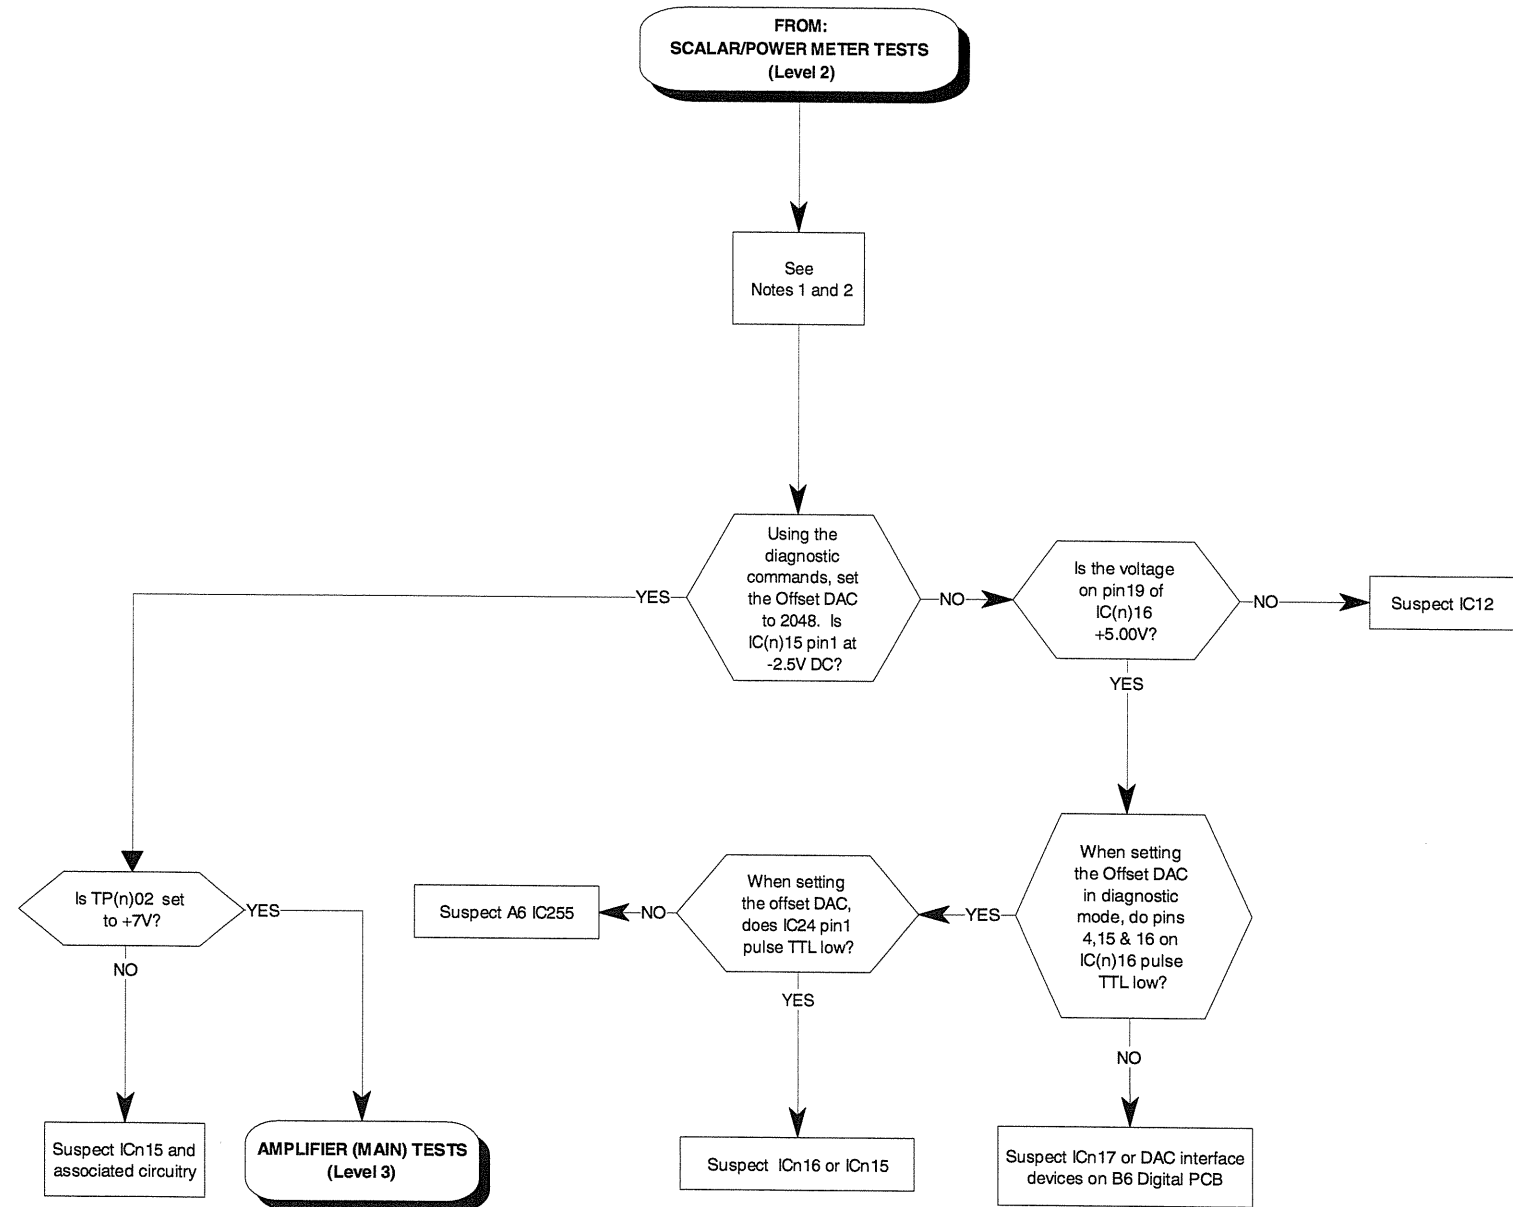 FROM:
SCALAR/POWER METER TESTS
(Level 2)
See
Notes 1 and 2
Using the
diagnostic
commands, set
the Offset DAC
to 2048. Is
IC(n)15 pin1 at
-2.5V DC?
YES
NO
Is the voltage
on pin19 of
IC(n)16
+5.00V?
NO
Suspect IC12
YES
When setting
the Offset DAC
in diagnostic
mode, do pins
4,15 & 16 on
IC(n)16 pulse
TTL low?
YES
When setting
the offset DAC,
does IC24 pin1
pulse TTL low?
NO
Suspect A6 IC255
Is TP(n)02 set
to +7V?
YES
NO
YES
NO
Suspect ICn15 and
associated circuitry
AMPLIFIER (MAIN) TESTS
(Level 3)
Suspect ICn16 or ICn15
Suspect ICn17 or DAC interface
devices on B6 Digital PCB